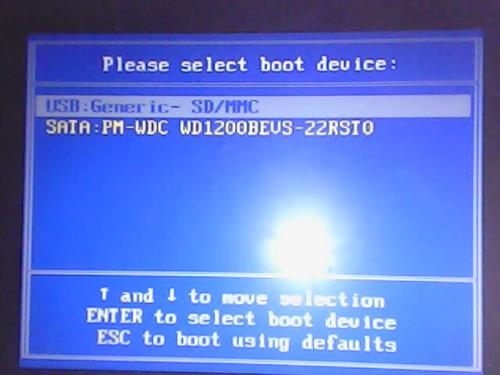 Please select boot device:
USB:Generic- SD/MMC
SATA:PM-WDC WD1200BEVS-22RST0
↑ and ↓ to move selection
ENTER to select boot device
ESC to boot using defaults